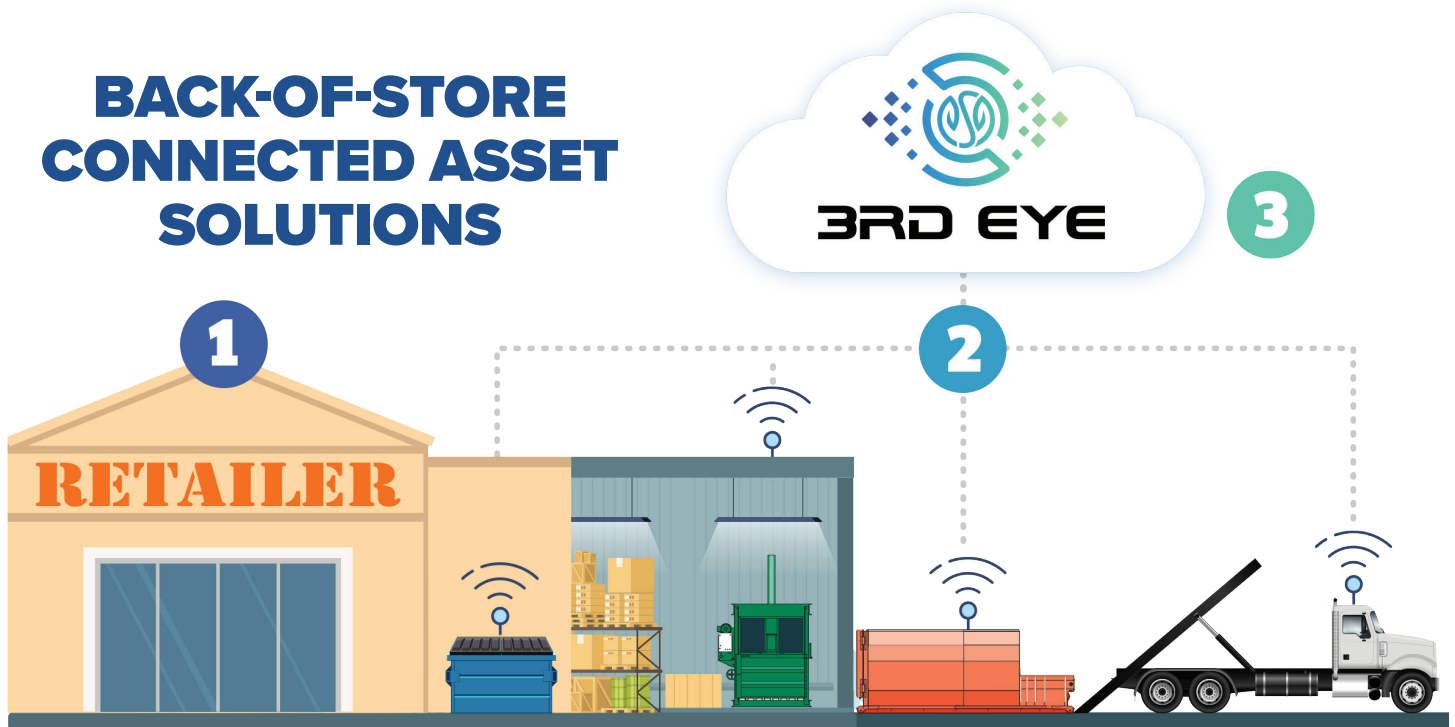 BACK-OF-STORE
CONNECTED ASSET
SOLUTIONS
3RD EYE
3
1
2
RETAILER